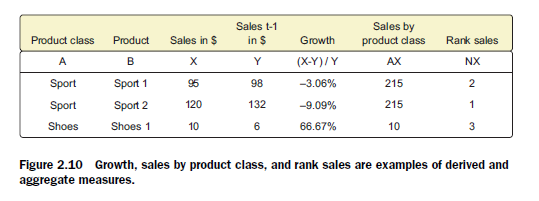 Product class Product Sales in $ Sales t-1 in $ Growth Sales by product class Rank sales
A B X Y (X-Y) / Y AX NX
Sport Sport 1 95 98 –3.06% 215 2
Sport Sport 2 120 132 –9.09% 215 1
Shoes Shoes 1 10 6 66.67% 10 3
Figure 2.10 Growth, sales by product class, and rank sales are examples of derived and
aggregate measures.